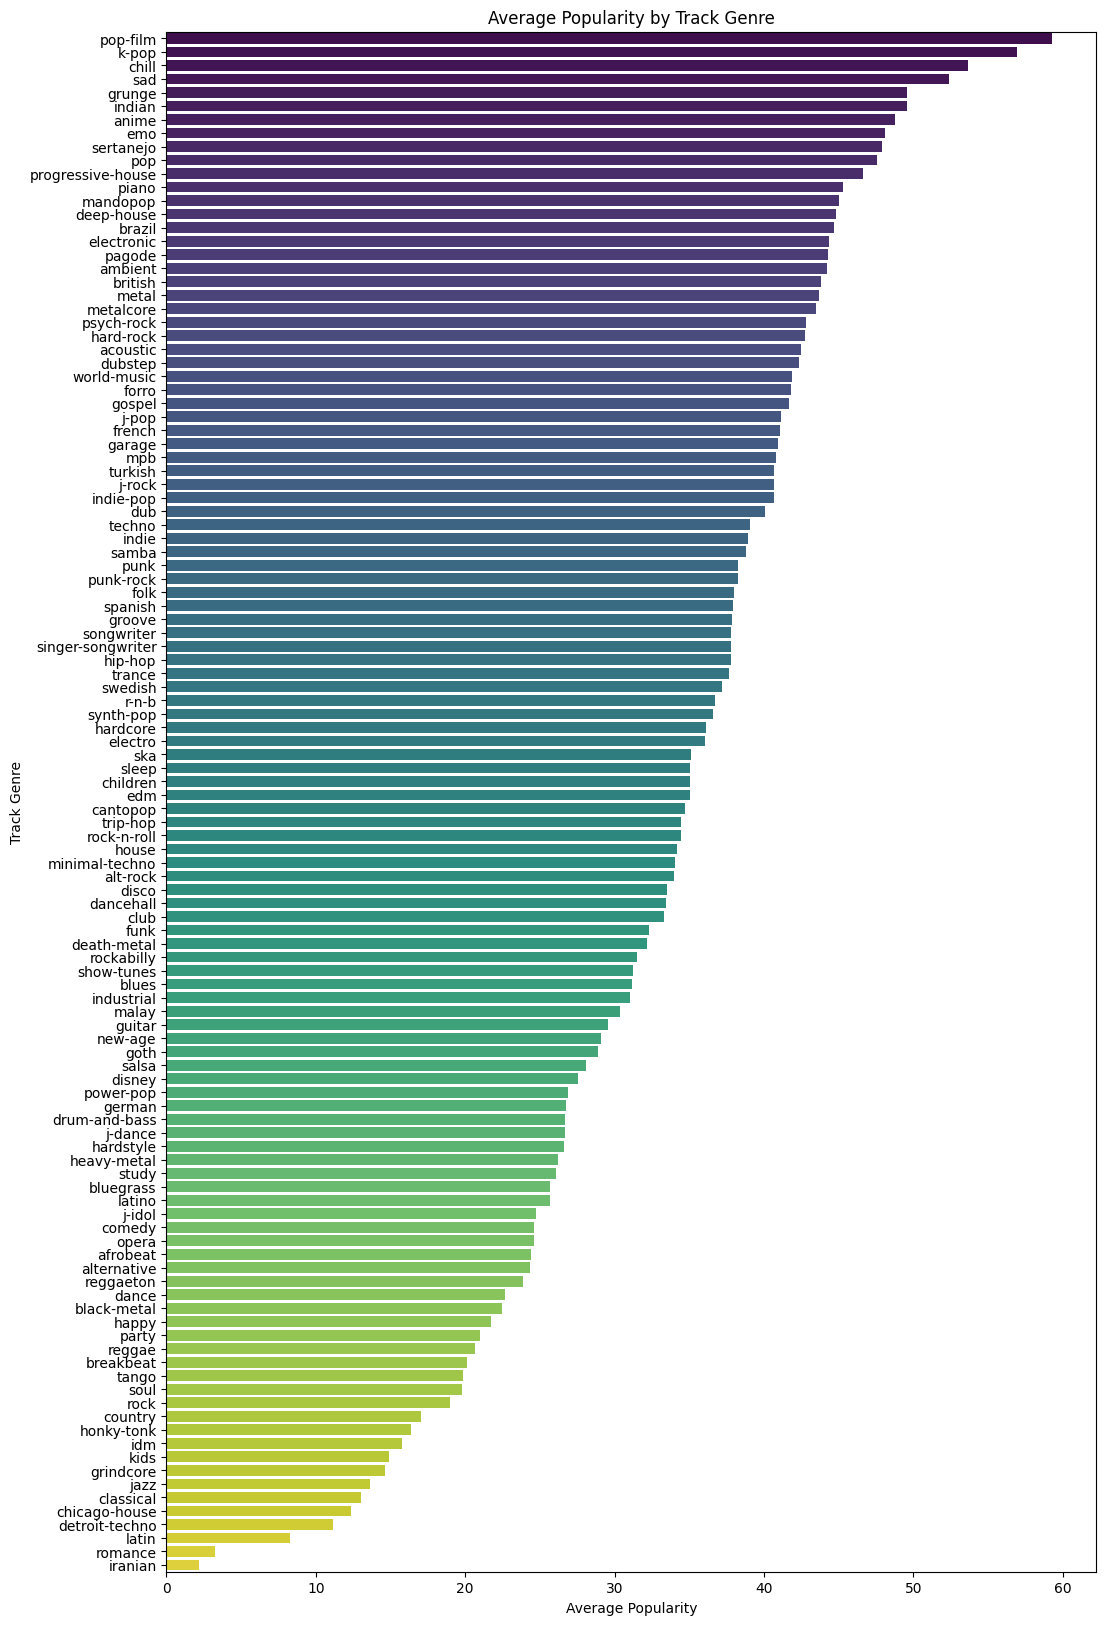 Average Popularity by Track Genre
pop-film
k-pop
chill
sad
grunge
indian
anime
emo
sertanejo
pop
progressive-house
piano
mandopop
deep-house
brazil
electronic
pagode
ambient
british
metal
metalcore
psych-rock
hard-rock
acoustic
dubstep
world-music
forro
gospel
j-pop
french
garage
mpb
turkish
j-rock
indie-pop
dub
techno
indie
samba
punk
punk-rock
folk
spanish
groove
songwriter
singer-songwriter
hip-hop
trance
swedish
r-n-b
synth-pop
hardcore
electro
ska
sleep
children
edm
cantopop
trip-hop
rock-n-roll
house
minimal-techno
alt-rock
disco
dancehall
club
funk
death-metal
rockabilly
show-tunes
blues
industrial
malay
guitar
new-age
goth
salsa
disney
power-pop
german
drum-and-bass
j-dance
hardstyle
heavy-metal
study
bluegrass
latino
j-idol
comedy
opera
afrobeat
alternative
reggaeton
dance
black-metal
happy
party
reggae
breakbeat
tango
soul
rock
country
honky-tonk
idm
kids
grindcore
jazz
classical
chicago-house
detroit-techno
latin
romance
iranian
Track Genre
0 10 20 30 40 50 60
Average Popularity